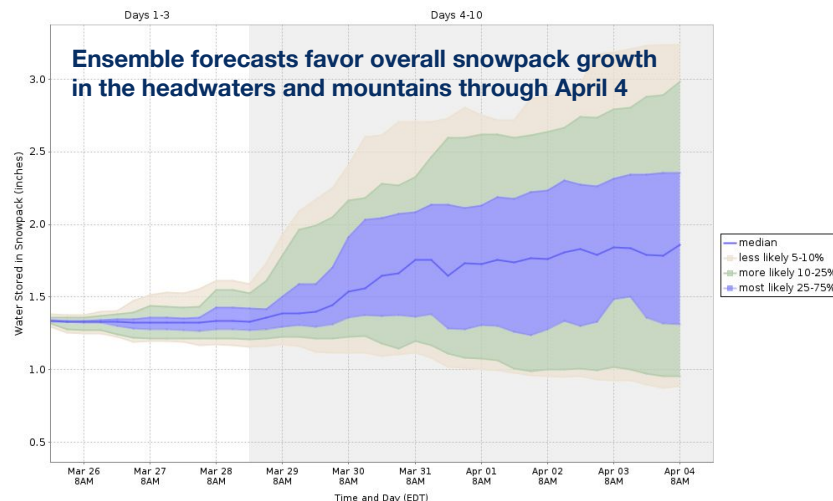 Days 1-3
Days 4-10
Ensemble forecasts favor overall snowpack growth
in the headwaters and mountains through April 4
Water Stored in Snowpack (inches)
3.0
2.5
2.0
1.5
1.0
0.5
median
less likely 5-10%
more likely 10-25%
most likely 25-75%
Mar 26 Mar 27 Mar 28 Mar 29 Mar 30 Mar 31 Apr 01 Apr 02 Apr 03 Apr 04
8AM 8AM 8AM 8AM 8AM 8AM 8AM 8AM 8AM 8AM
Time and Day (EDT)